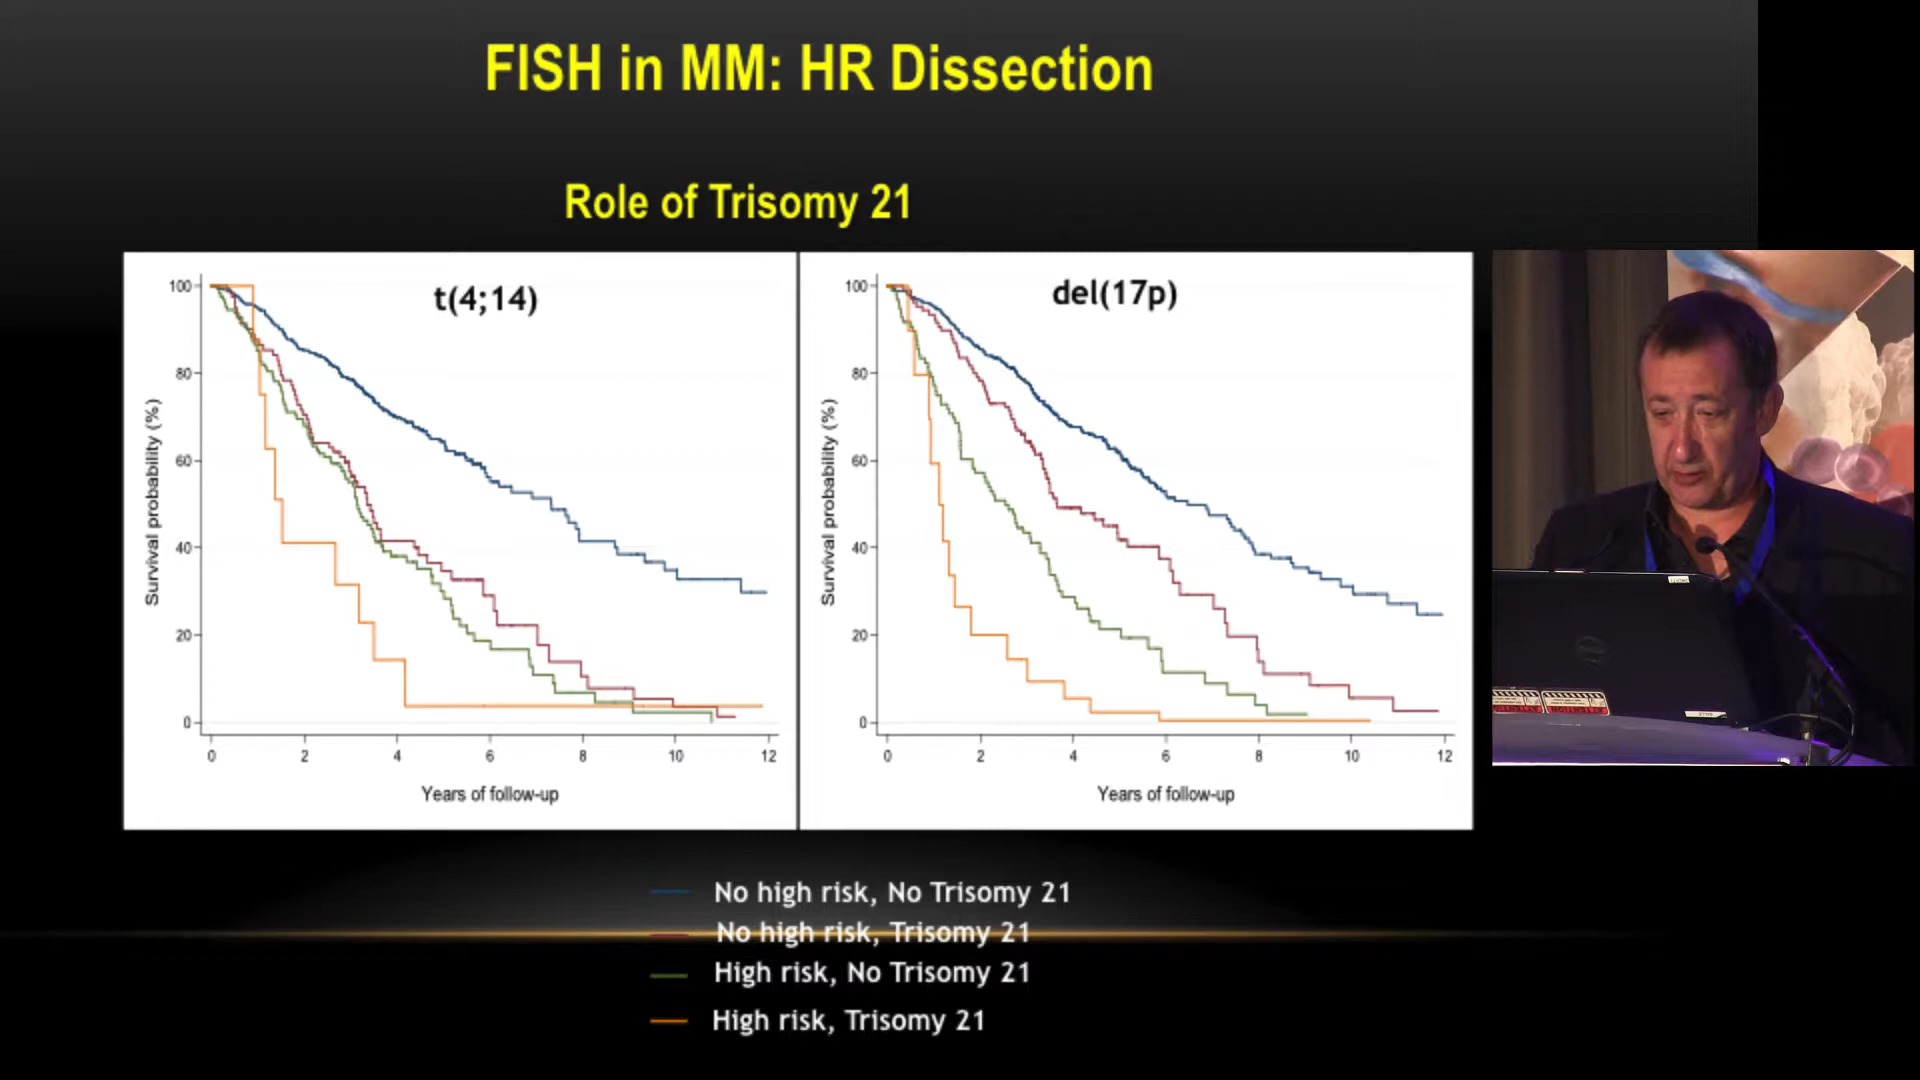 FISH in MM: HR Dissection
Role of Trisomy 21
t(4;14)
100
80
60
40
20
0
Survival probability (%)
0 2 4 6 8 10 12
Years of follow-up
del(17p)
100
80
60
40
20
0
Survival probability (%)
0 2 4 6 8 10 12
Years of follow-up
No high risk, No Trisomy 21
No high risk, Trisomy 21
High risk, No Trisomy 21
High risk, Trisomy 21